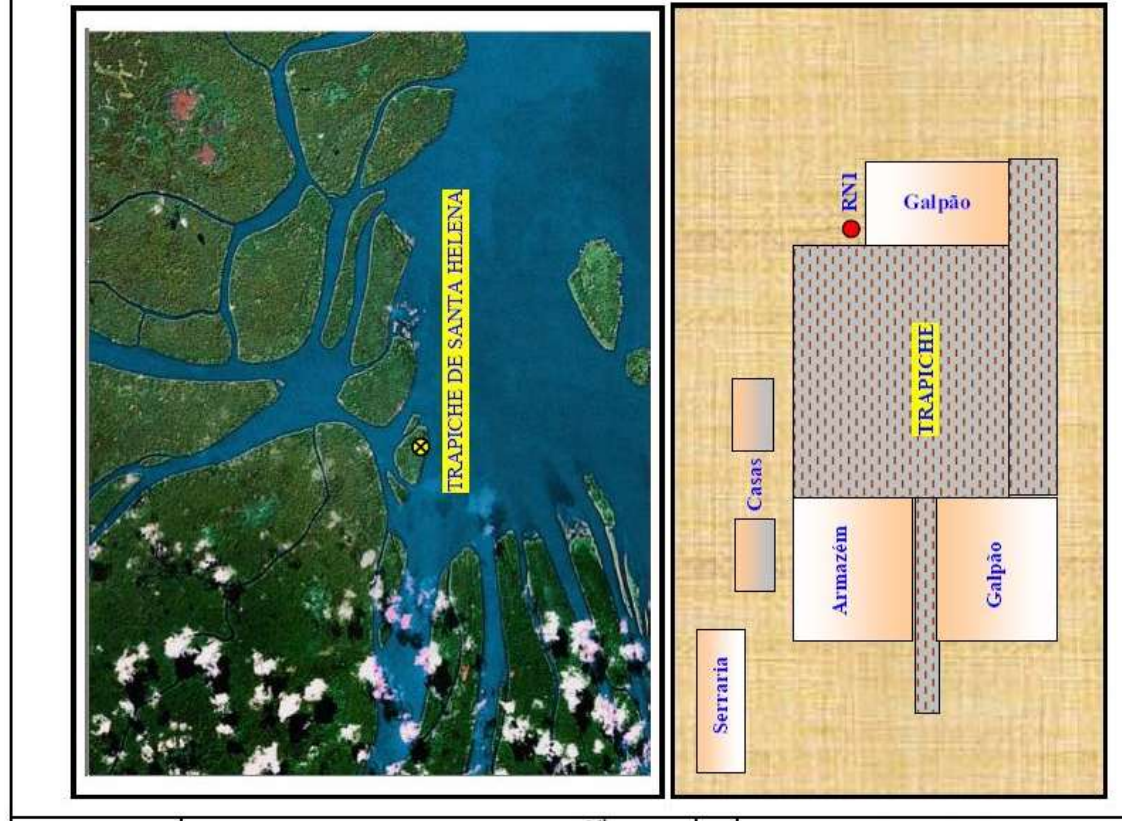 TRAPICHE DE SANTA HELENA
RN1
Galpão
TRAPICHE
Casas
Armazém
Galpão
Serraria